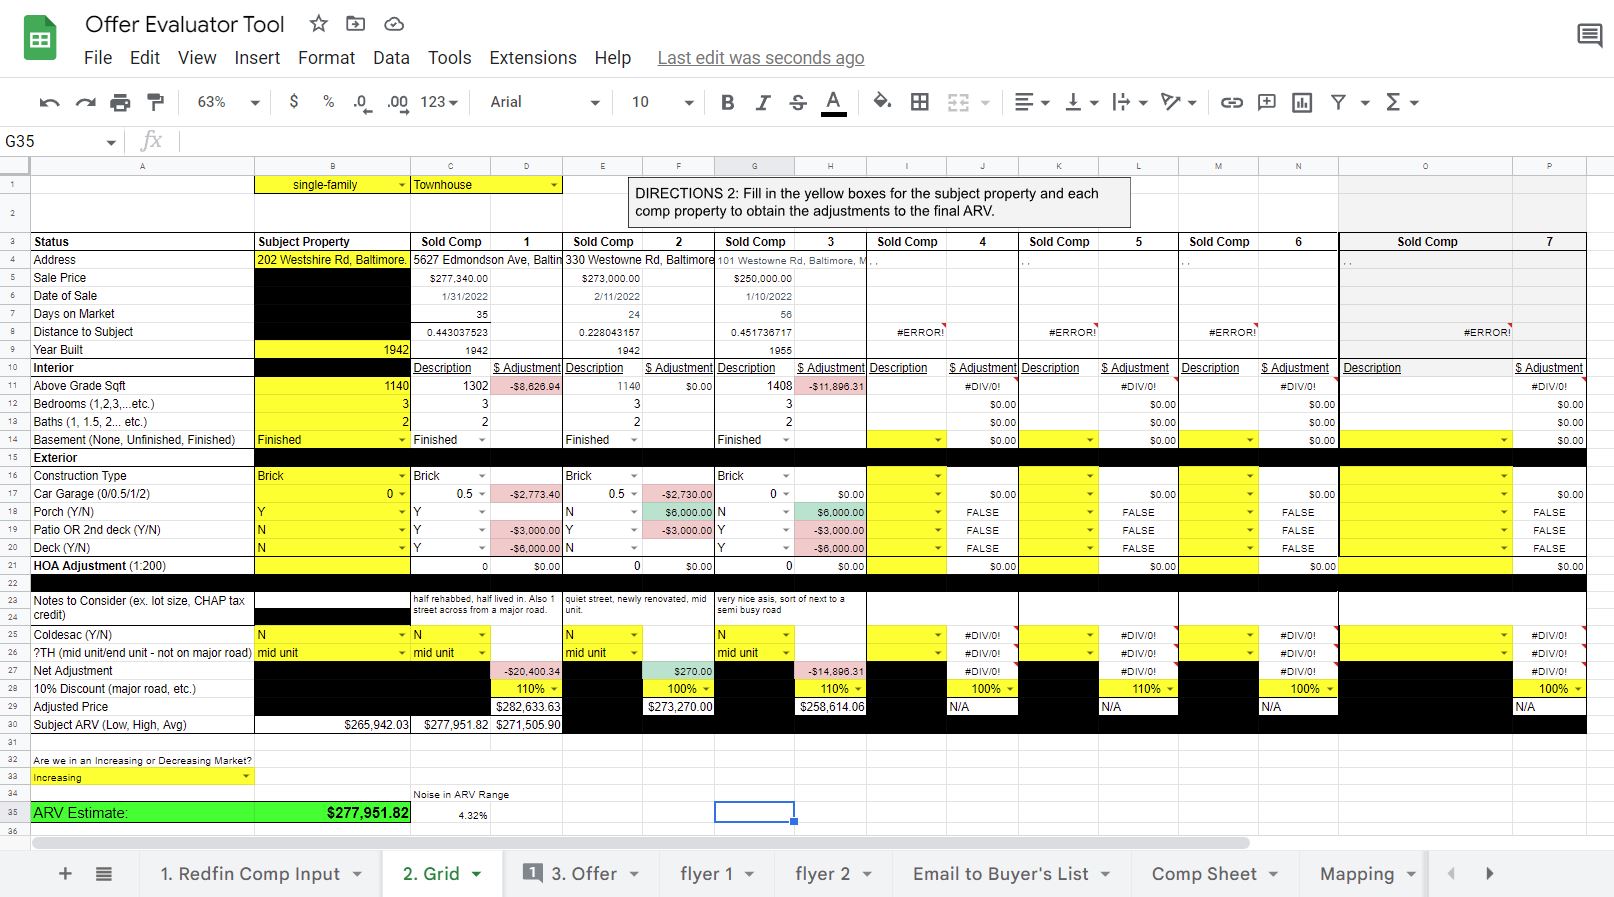 Offer Evaluator Tool
File Edit View Insert Format Data Tools Extensions Help Last edit was seconds ago
63% $ % .0 .00 123 Arial 10 B I S A
G35 fx
A B C D E F G H I J K L M N O P
1 single-family Townhouse
DIRECTIONS 2: Fill in the yellow boxes for the subject property and each
comp property to obtain the adjustments to the final ARV.
2
3 Status Subject Property Sold Comp 1 Sold Comp 2 Sold Comp 3 Sold Comp 4 Sold Comp 5 Sold Comp 6 Sold Comp 7
4 Address 202 Westshire Rd, Baltimore. 5627 Edmondson Ave, Baltin 330 Westowne Rd, Baltimore 101 Westowne Rd, Baltimore, M , , , , , , , ,
5 Sale Price $277,340.00 $273,000.00 $250,000.00
6 Date of Sale 1/31/2022 2/11/2022 1/10/2022
7 Days on Market 35 24 56
8 Distance to Subject 0.443037523 0.228043157 0.451736717 #ERROR! #ERROR! #ERROR! #ERROR!
9 Year Built 1942 1942 1942 1955
10 Interior Description $ Adjustment Description $ Adjustment Description $ Adjustment Description $ Adjustment Description $ Adjustment Description $ Adjustment Description $ Adjustment
11 Above Grade Sqft 1140 1302 -$8,626.94 1140 $0.00 1408 -$11,896.31 #DIV/0! #DIV/0! #DIV/0! #DIV/0!
12 Bedrooms (1,2,3,...etc.) 3 3 3 3 $0.00 $0.00 $0.00 $0.00
13 Baths (1, 1.5, 2... etc.) 2 2 2 2 $0.00 $0.00 $0.00 $0.00
14 Basement (None, Unfinished, Finished) Finished Finished Finished Finished $0.00 $0.00 $0.00 $0.00
15 Exterior
16 Construction Type Brick Brick Brick Brick
17 Car Garage (0/0.5/1/2) 0 0.5 -$2,773.40 0.5 -$2,730.00 0 $0.00 $0.00 $0.00 $0.00 $0.00
18 Porch (Y/N) Y Y N $6,000.00 N $6,000.00 FALSE FALSE FALSE FALSE
19 Patio OR 2nd deck (Y/N) N Y -$3,000.00 Y -$3,000.00 Y -$3,000.00 FALSE FALSE FALSE FALSE
20 Deck (Y/N) N Y -$6,000.00 N Y -$6,000.00 FALSE FALSE FALSE FALSE
21 HOA Adjustment (1:200) 0 $0.00 0 $0.00 0 $0.00 $0.00 $0.00 $0.00 $0.00
22
23 Notes to Consider (ex. lot size, CHAP tax half rehabbed, half lived in. Also 1 quiet street, newly renovated, mid very nice asis, sort of next to a
24 credit) street across from a major road. unit. semi busy road
25 Coldesac (Y/N) N N N N #DIV/0! #DIV/0! #DIV/0! #DIV/0!
26 ?TH (mid unit/end unit - not on major road) mid unit mid unit mid unit mid unit #DIV/0! #DIV/0! #DIV/0! #DIV/0!
27 Net Adjustment -$20,400.34 $270.00 -$14,896.31 #DIV/0! #DIV/0! #DIV/0! #DIV/0!
28 10% Discount (major road, etc.) 110% 100% 110% 100% 110% 100% 100%
29 Adjusted Price $282,633.63 $273,270.00 $258,614.06 N/A N/A N/A N/A
30 Subject ARV (Low, High, Avg) $265,942.03 $277,951.82 $271,505.90
31
32 Are we in an Increasing or Decreasing Market?
33 Increasing
34 Noise in ARV Range
35 ARV Estimate: $277,951.82 4.32%
36
1. Redfin Comp Input 2. Grid 1 3. Offer flyer 1 flyer 2 Email to Buyer's List Comp Sheet Mapping